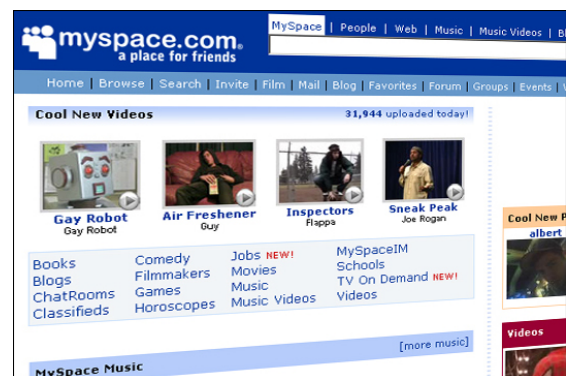 myspace.com®
a place for friends
MySpace | People | Web | Music | Music Videos |
Home | Browse | Search | Invite | Film | Mail | Blog | Favorites | Forum | Groups | Events |
Cool New Videos
31,944 uploaded today!
Gay Robot
Gay Robot
Air Freshener
Guy
Inspectors
Flappa
Sneak Peak
Joe Rogan
Books
Blogs
ChatRooms
Classifieds
Comedy
Filmmakers
Games
Horoscopes
Jobs NEW!
Movies
Music
Music Videos
MySpaceIM
Schools
TV On Demand NEW!
Videos
Cool New P
albert
Videos
MySpace Music
[more music]